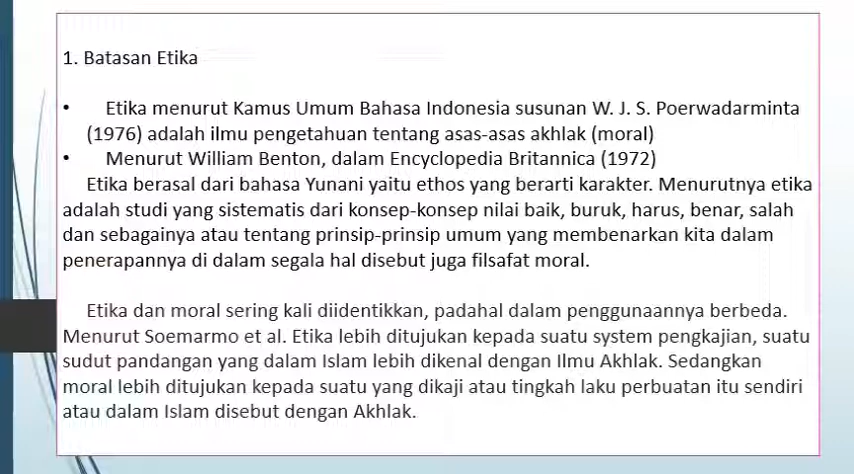 1. Batasan Etika
• Etika menurut Kamus Umum Bahasa Indonesia susunan W. J. S. Poerwadarminta
(1976) adalah ilmu pengetahuan tentang asas-asas akhlak (moral)
• Menurut William Benton, dalam Encyclopedia Britannica (1972)
Etika berasal dari bahasa Yunani yaitu ethos yang berarti karakter. Menurutnya etika
adalah studi yang sistematis dari konsep-konsep nilai baik, buruk, harus, benar, salah
dan sebagainya atau tentang prinsip-prinsip umum yang membenarkan kita dalam
penerapannya di dalam segala hal disebut juga filsafat moral.
Etika dan moral sering kali diidentikkan, padahal dalam penggunaannya berbeda.
Menurut Soemarmo et al. Etika lebih ditujukan kepada suatu system pengkajian, suatu
sudut pandangan yang dalam Islam lebih dikenal dengan Ilmu Akhlak. Sedangkan
moral lebih ditujukan kepada suatu yang dikaji atau tingkah laku perbuatan itu sendiri
atau dalam Islam disebut dengan Akhlak.